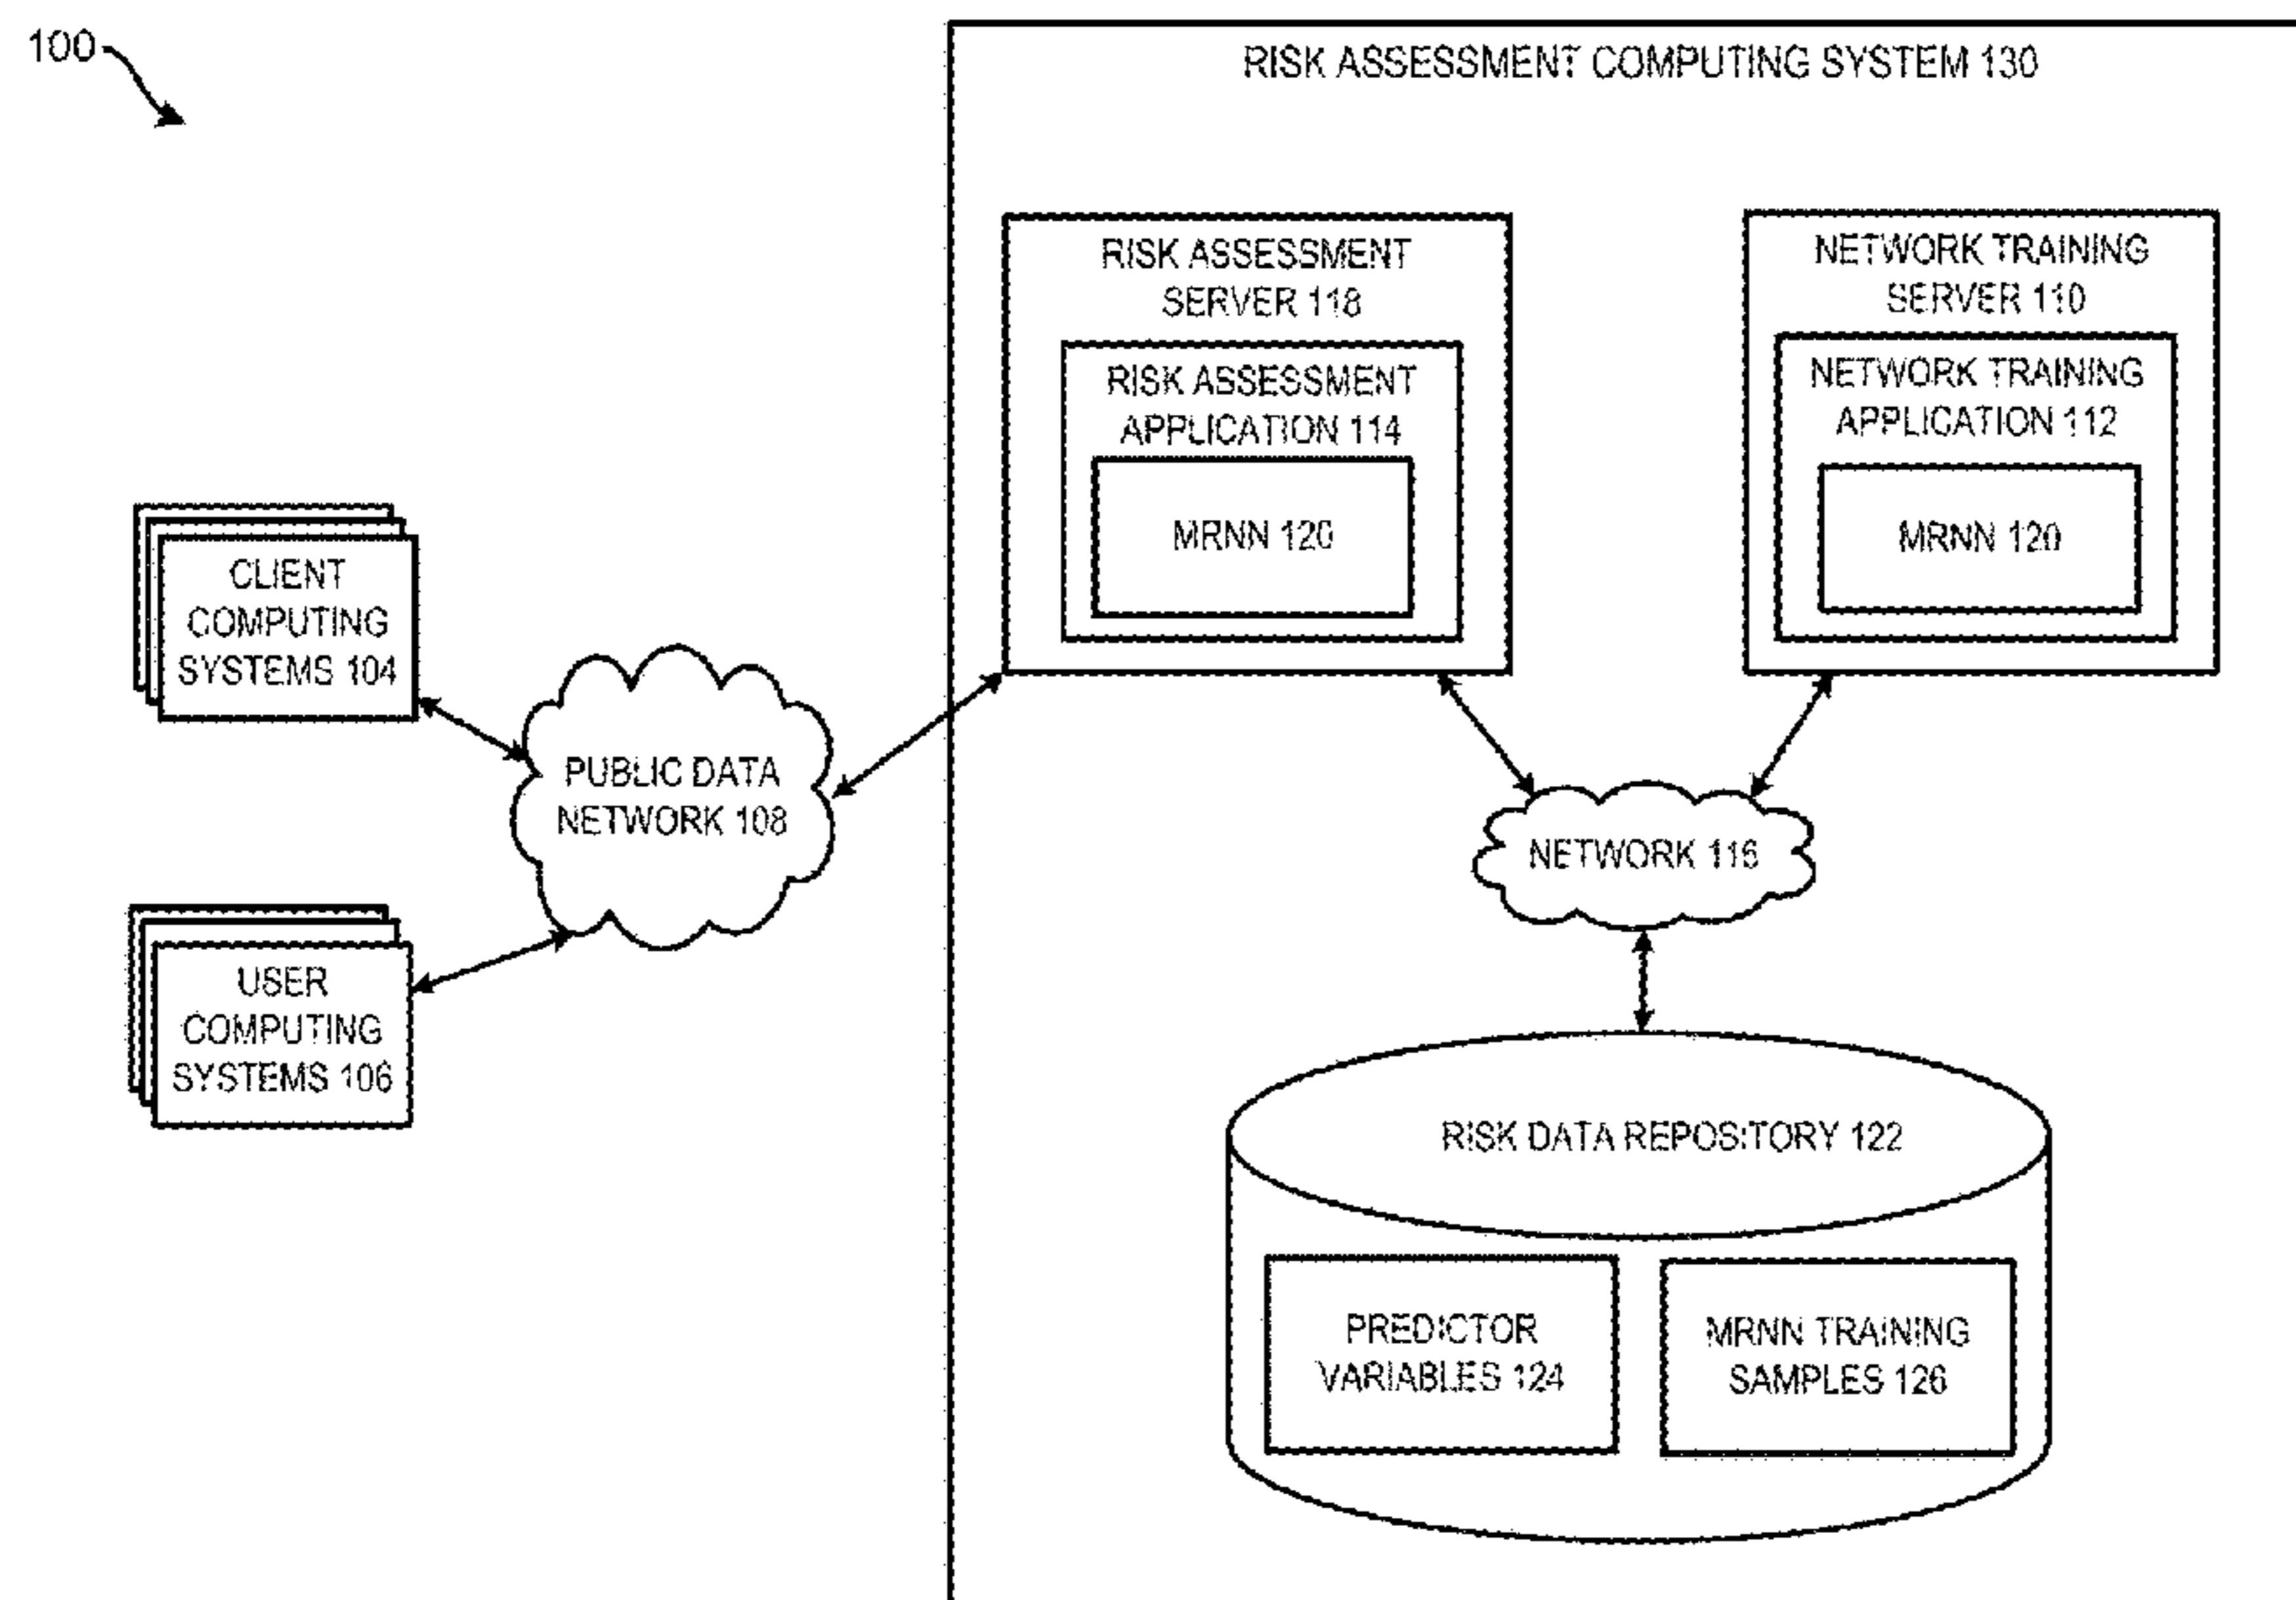 100
RISK ASSESSMENT COMPUTING SYSTEM 130
RISK ASSESSMENT
SERVER 118
RISK ASSESSMENT
APPLICATION 114
MRNN 120
NETWORK TRAINING
SERVER 110
NETWORK TRAINING
APPLICATION 112
MRNN 120
CLIENT
COMPUTING
SYSTEMS 104
PUBLIC DATA
NETWORK 108
NETWORK 116
USER
COMPUTING
SYSTEMS 106
RISK DATA REPOSITORY 122
PREDICTOR
VARIABLES 124
MRNN TRAINING
SAMPLES 126